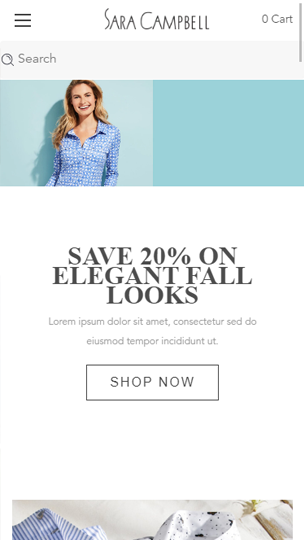 SARA CAMPBELL
0 Cart
Search
SAVE 20% ON
ELEGANT FALL
LOOKS
Lorem ipsum dolor sit amet, consectetur sed do
eiusmod tempor incididunt ut.
SHOP NOW